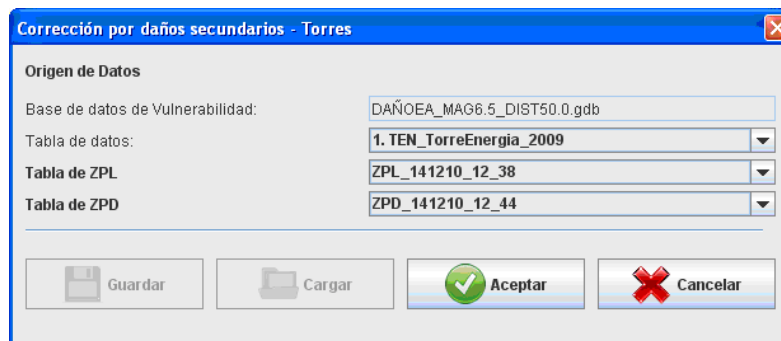 Corrección por daños secundarios - Torres
Origen de Datos
Base de datos de Vulnerabilidad: DAÑOEA_MAG6.5_DIST50.0.gdb
Tabla de datos: 1. TEN_TorreEnergia_2009
Tabla de ZPL ZPL_141210_12_38
Tabla de ZPD ZPD_141210_12_44
Guardar Cargar Aceptar Cancelar